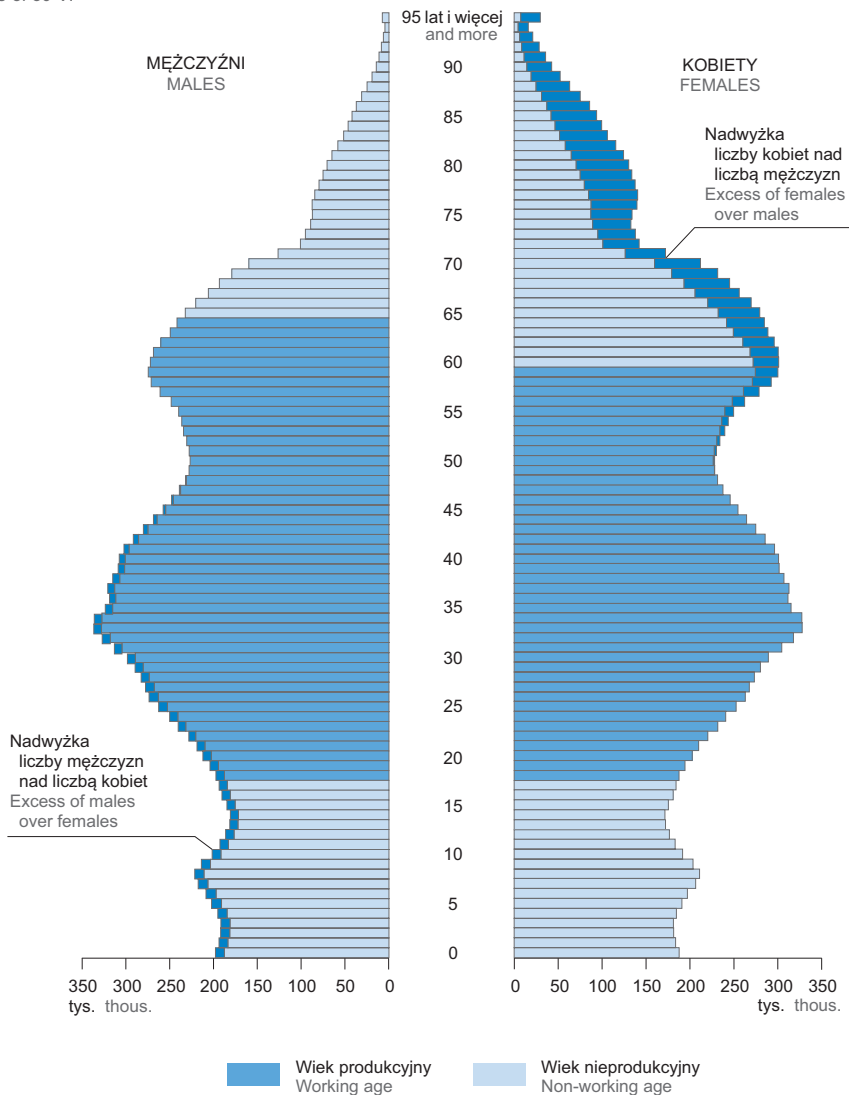 95 lat i więcej
and more
MĘŻCZYŹNI
MALES
KOBIETY
FEMALES
Nadwyżka
liczby kobiet nad
liczbą mężczyzn
Excess of females
over males
90
85
80
75
70
65
60
55
50
45
40
35
30
25
20
15
10
5
0
Nadwyżka
liczby mężczyzn
nad liczbą kobiet
Excess of males
over females
350 300 250 200 150 100 50 0
tys. thous.
0 50 100 150 200 250 300 350
tys. thous.
Wiek produkcyjny
Working age
Wiek nieprodukcyjny
Non-working age